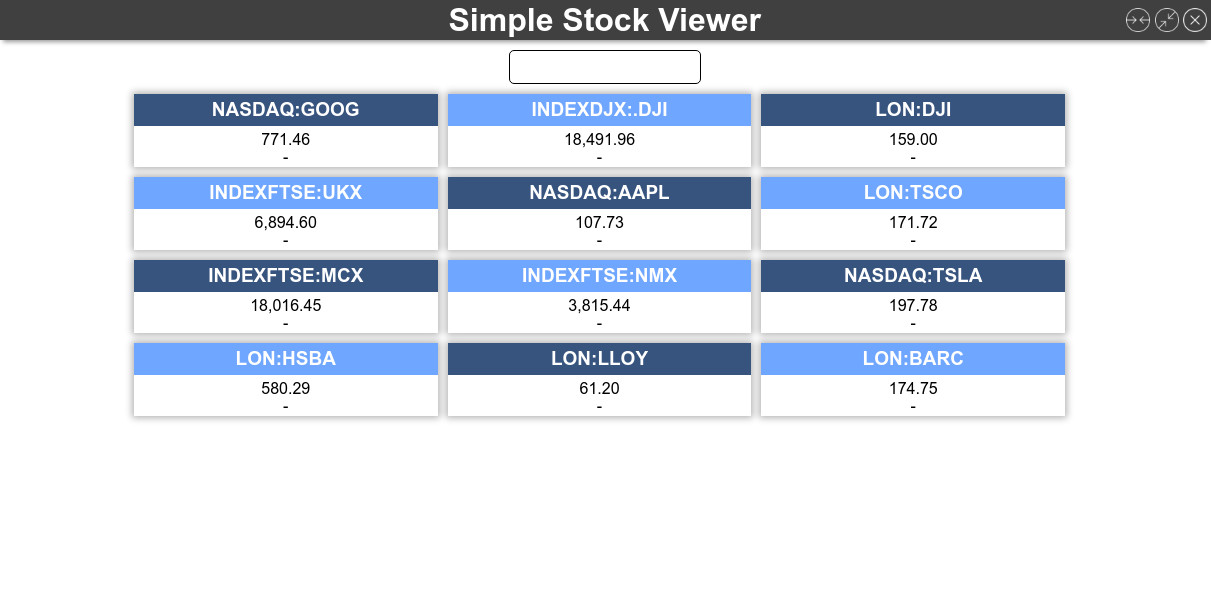 Simple Stock Viewer
NASDAQ:GOOG
771.46
-
INDEXDJX:.DJI
18,491.96
-
LON:DJI
159.00
-
INDEXFTSE:UKX
6,894.60
-
NASDAQ:AAPL
107.73
-
LON:TSCO
171.72
-
INDEXFTSE:MCX
18,016.45
-
INDEXFTSE:NMX
3,815.44
-
NASDAQ:TSLA
197.78
-
LON:HSBA
580.29
-
LON:LLOY
61.20
-
LON:BARC
174.75
-